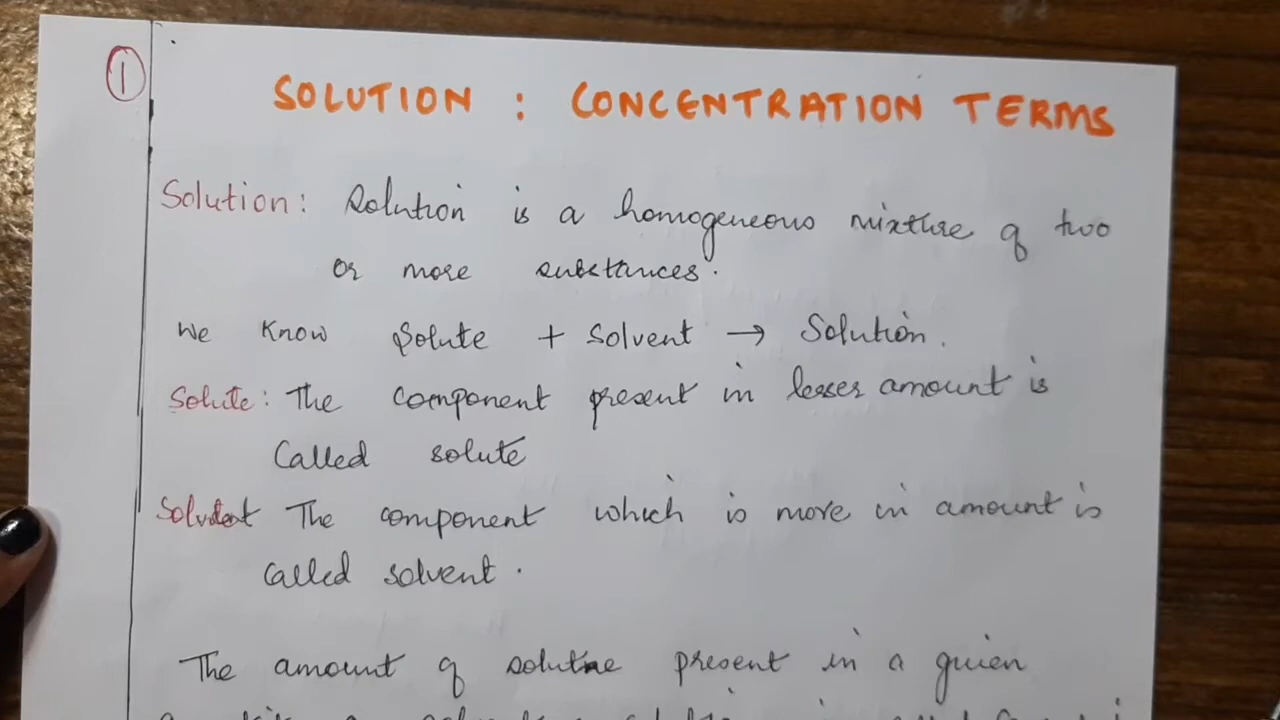 1
SOLUTION : CONCENTRATION TERMS
Solution: Solution is a homogeneous mixture of two
or more substances.
We Know Solute + Solvent → Solution.
Solute: The component present in lesser amount is
Called solute
Solvent The component which is more in amount is
called solvent.
The amount of solute present in a given